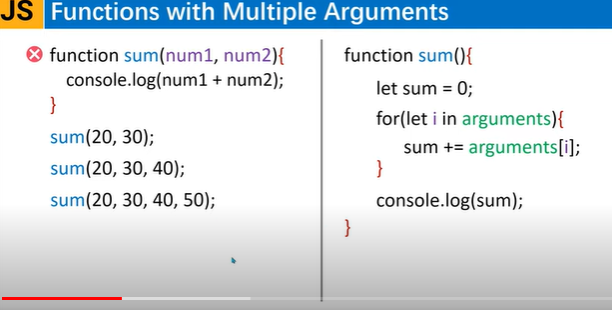 JS Functions with Multiple Arguments
function sum(num1, num2){
console.log(num1 + num2);
}
sum(20, 30);
sum(20, 30, 40);
sum(20, 30, 40, 50);
function sum(){
let sum = 0;
for(let i in arguments){
sum += arguments[i];
}
console.log(sum);
}